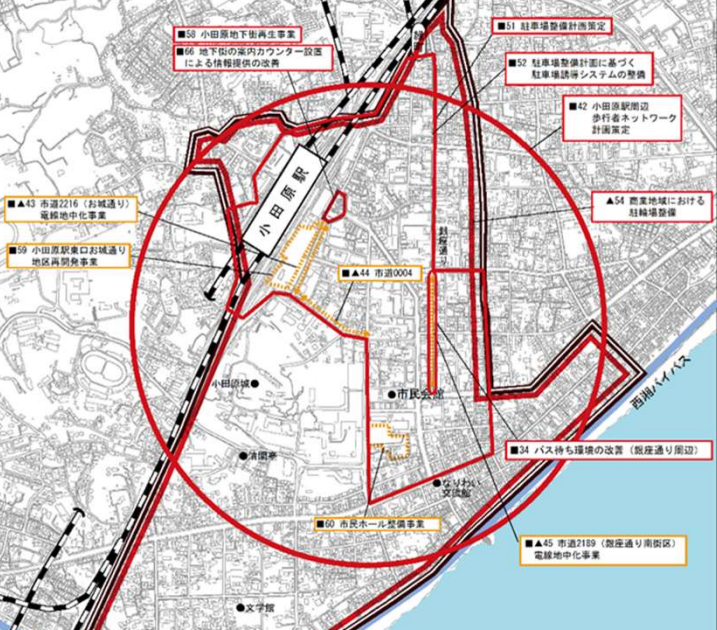 ■58 小田原地下街再生事業
■66 地下街の案内カウンター設置
による情報提供の改善
■51 駐車場整備計画策定
■52 駐車場整備計画に基づく
駐車場誘導システムの整備
■42 小田原駅周辺
歩行者ネットワーク
計画策定
■▲43 市道2216（お城通り）
電線地中化事業
▲54 商業地域における
駐輪場整備
小田原駅
銀座通
■59 小田原駅東口お城通り
地区再開発事業
■▲44 市道0004
西湘バイパス
小田原城●
●市民会館
●清閑亭
■34 バス待ち環境の改善（銀座通り周辺）
●なりわい
交流館
■60 市民ホール整備事業
■▲45 市道2189（銀座通り南街区）
電線地中化事業
●文学館